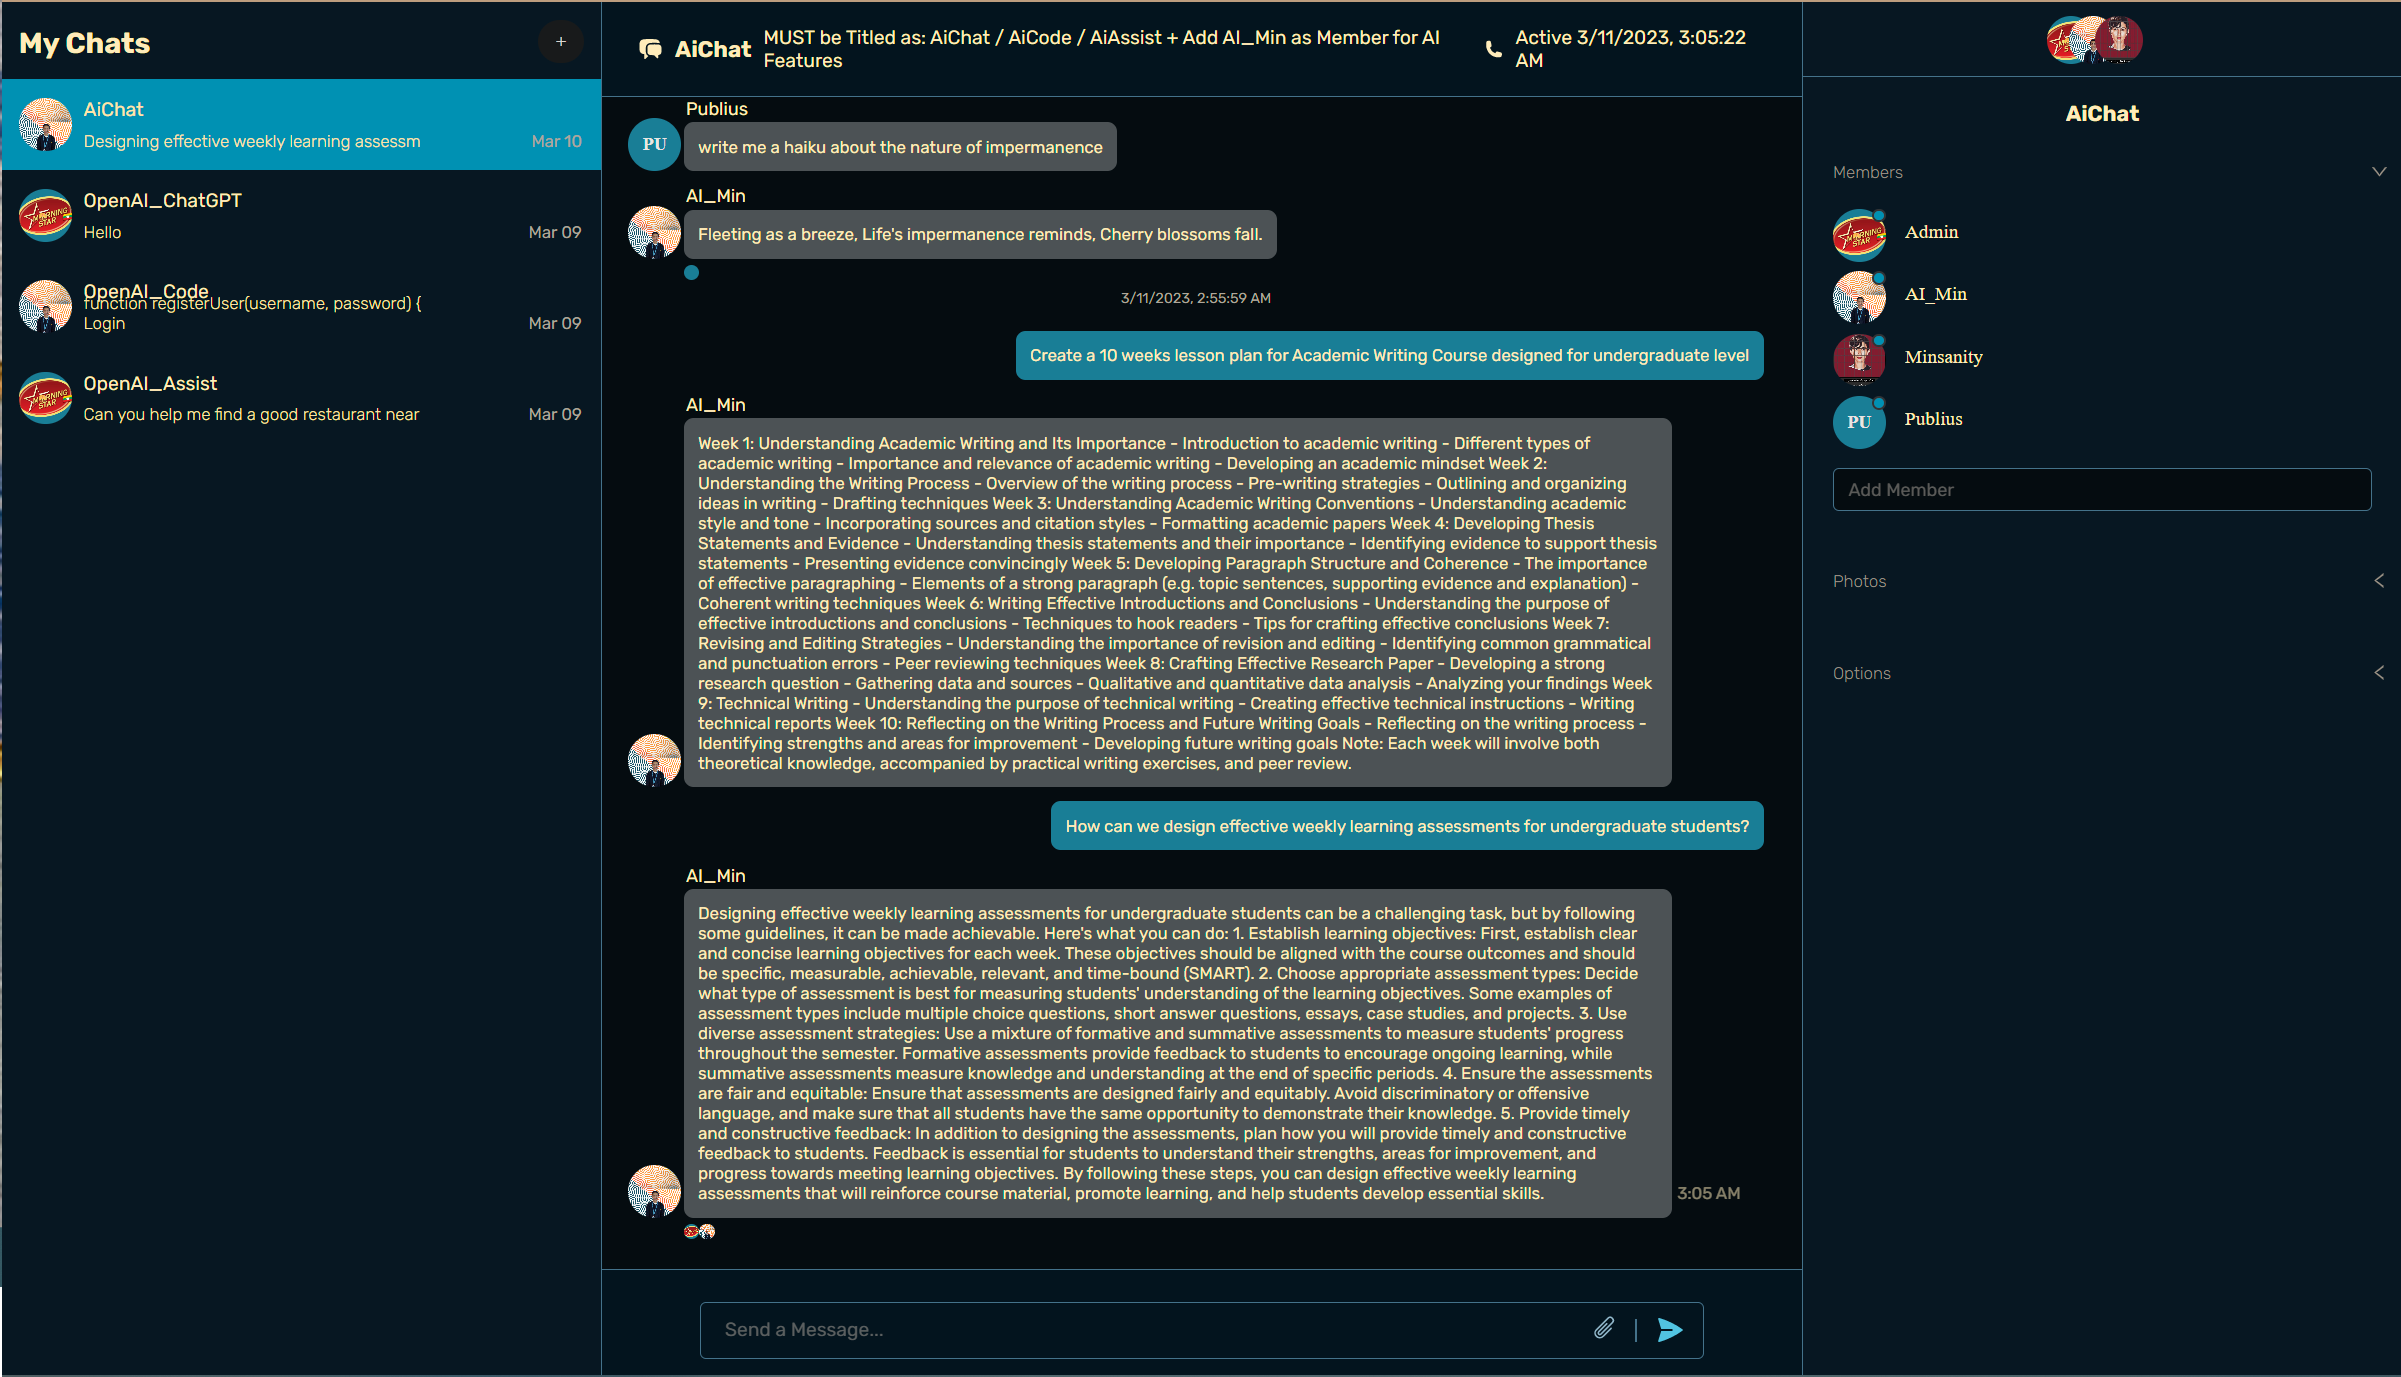 My Chats
+
AiChat
Designing effective weekly learning assessm
Mar 10
OpenAI_ChatGPT
Hello
Mar 09
OpenAI_Code
function registerUser(username, password) {
Login
Mar 09
OpenAI_Assist
Can you help me find a good restaurant near
Mar 09
AiChat
MUST be Titled as: AiChat / AiCode / AiAssist + Add AI_Min as Member for AI
Features
Active 3/11/2023, 3:05:22
AM
Publius
PU
write me a haiku about the nature of impermanence
AI_Min
Fleeting as a breeze, Life's impermanence reminds, Cherry blossoms fall.
3/11/2023, 2:55:59 AM
Create a 10 weeks lesson plan for Academic Writing Course designed for undergraduate level
AI_Min
Week 1: Understanding Academic Writing and Its Importance - Introduction to academic writing - Different types of
academic writing - Importance and relevance of academic writing - Developing an academic mindset Week 2:
Understanding the Writing Process - Overview of the writing process - Pre-writing strategies - Outlining and organizing
ideas in writing - Drafting techniques Week 3: Understanding Academic Writing Conventions - Understanding academic
style and tone - Incorporating sources and citation styles - Formatting academic papers Week 4: Developing Thesis
Statements and Evidence - Understanding thesis statements and their importance - Identifying evidence to support thesis
statements - Presenting evidence convincingly Week 5: Developing Paragraph Structure and Coherence - The importance
of effective paragraphing - Elements of a strong paragraph (e.g. topic sentences, supporting evidence and explanation) -
Coherent writing techniques Week 6: Writing Effective Introductions and Conclusions - Understanding the purpose of
effective introductions and conclusions - Techniques to hook readers - Tips for crafting effective conclusions Week 7:
Revising and Editing Strategies - Understanding the importance of revision and editing - Identifying common grammatical
and punctuation errors - Peer reviewing techniques Week 8: Crafting Effective Research Paper - Developing a strong
research question - Gathering data and sources - Qualitative and quantitative data analysis - Analyzing your findings Week
9: Technical Writing - Understanding the purpose of technical writing - Creating effective technical instructions - Writing
technical reports Week 10: Reflecting on the Writing Process and Future Writing Goals - Reflecting on the writing process -
Identifying strengths and areas for improvement - Developing future writing goals Note: Each week will involve both
theoretical knowledge, accompanied by practical writing exercises, and peer review.
How can we design effective weekly learning assessments for undergraduate students?
AI_Min
Designing effective weekly learning assessments for undergraduate students can be a challenging task, but by following
some guidelines, it can be made achievable. Here's what you can do: 1. Establish learning objectives: First, establish clear
and concise learning objectives for each week. These objectives should be aligned with the course outcomes and should
be specific, measurable, achievable, relevant, and time-bound (SMART). 2. Choose appropriate assessment types: Decide
what type of assessment is best for measuring students' understanding of the learning objectives. Some examples of
assessment types include multiple choice questions, short answer questions, essays, case studies, and projects. 3. Use
diverse assessment strategies: Use a mixture of formative and summative assessments to measure students' progress
throughout the semester. Formative assessments provide feedback to students to encourage ongoing learning, while
summative assessments measure knowledge and understanding at the end of specific periods. 4. Ensure the assessments
are fair and equitable: Ensure that assessments are designed fairly and equitably. Avoid discriminatory or offensive
language, and make sure that all students have the same opportunity to demonstrate their knowledge. 5. Provide timely
and constructive feedback: In addition to designing the assessments, plan how you will provide timely and constructive
feedback to students. Feedback is essential for students to understand their strengths, areas for improvement, and
progress towards meeting learning objectives. By following these steps, you can design effective weekly learning
assessments that will reinforce course material, promote learning, and help students develop essential skills.
3:05 AM
Send a Message...
AiChat
Members
Admin
AI_Min
Minsanity
PU
Publius
Add Member
Photos
Options